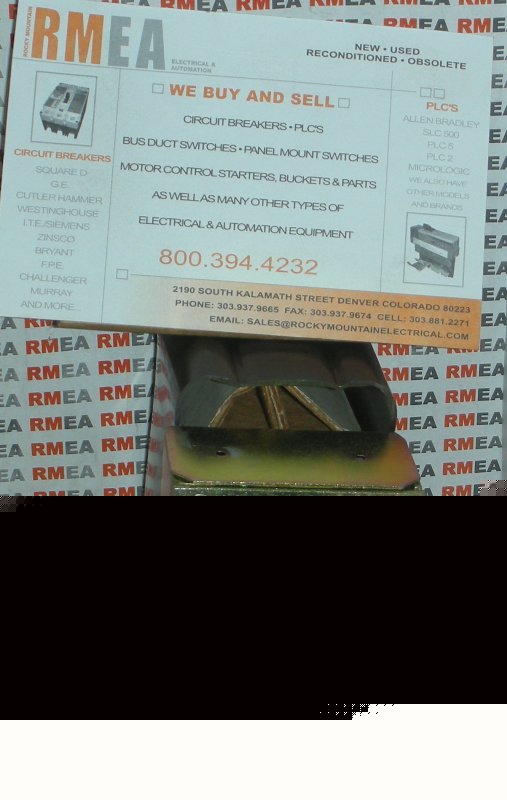 ROCKY MOUNTAIN
RMEA
ELECTRICAL &
AUTOMATION
NEW • USED
RECONDITIONED • OBSOLETE
WE BUY AND SELL
CIRCUIT BREAKERS • PLC'S
BUS DUCT SWITCHES • PANEL MOUNT SWITCHES
MOTOR CONTROL STARTERS, BUCKETS & PARTS
AS WELL AS MANY OTHER TYPES OF
ELECTRICAL & AUTOMATION EQUIPMENT
800.394.4232
CIRCUIT BREAKERS
SQUARE D
G.E.
CUTLER HAMMER
WESTINGHOUSE
I.T.E./SIEMENS
ZINSCO
BRYANT
F.P.E.
CHALLENGER
MURRAY
AND MORE...
PLC'S
ALLEN BRADLEY
SLC 500
PLC 5
PLC 2
MICROLOGIC
WE ALSO HAVE
OTHER MODELS
AND BRANDS
2190 SOUTH KALAMATH STREET DENVER COLORADO 80223
PHONE: 303.937.9665 FAX: 303.937.9674 CELL: 303.881.2271
EMAIL: SALES@ROCKYMOUNTAINELECTRICAL.COM
RMEA RMEA RMEA